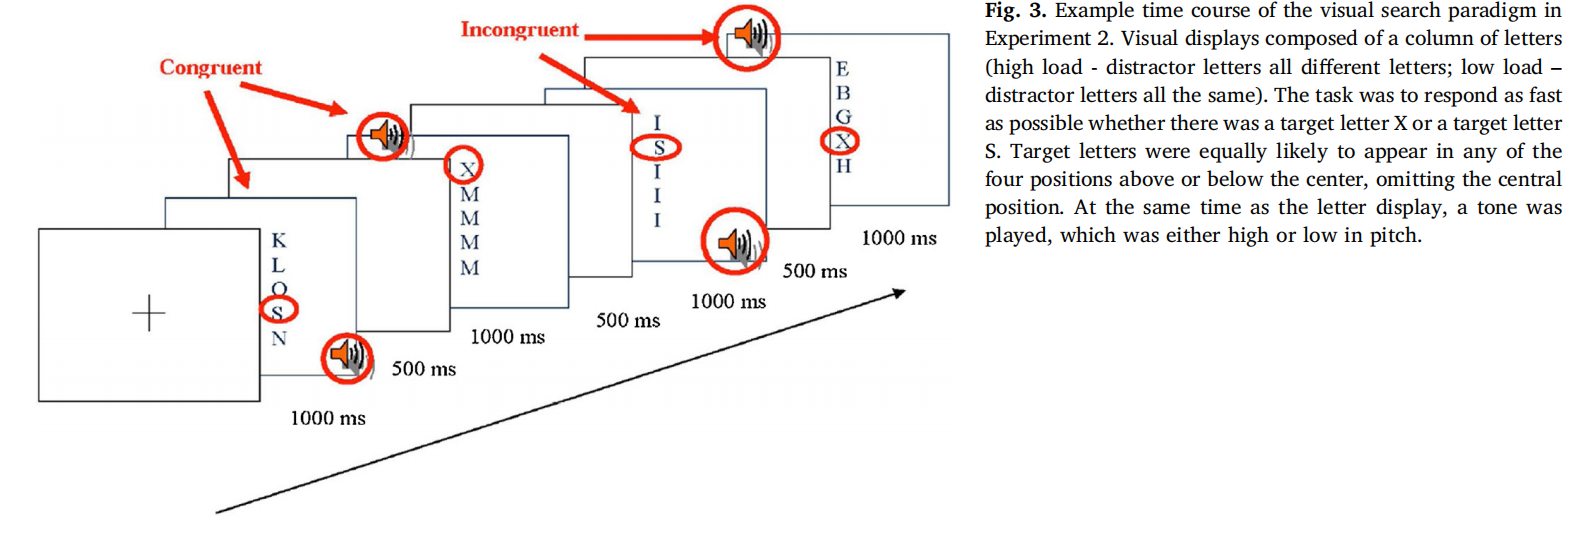 Incongruent
Congruent
K
L
O
S
N
1000 ms
500 ms
X
M
M
M
M
1000 ms
500 ms
I
S
I
I
I
1000 ms
500 ms
E
B
G
X
H
1000 ms
Fig. 3. Example time course of the visual search paradigm in
Experiment 2. Visual displays composed of a column of letters
(high load - distractor letters all different letters; low load –
distractor letters all the same). The task was to respond as fast
as possible whether there was a target letter X or a target letter
S. Target letters were equally likely to appear in any of the
four positions above or below the center, omitting the central
position. At the same time as the letter display, a tone was
played, which was either high or low in pitch.